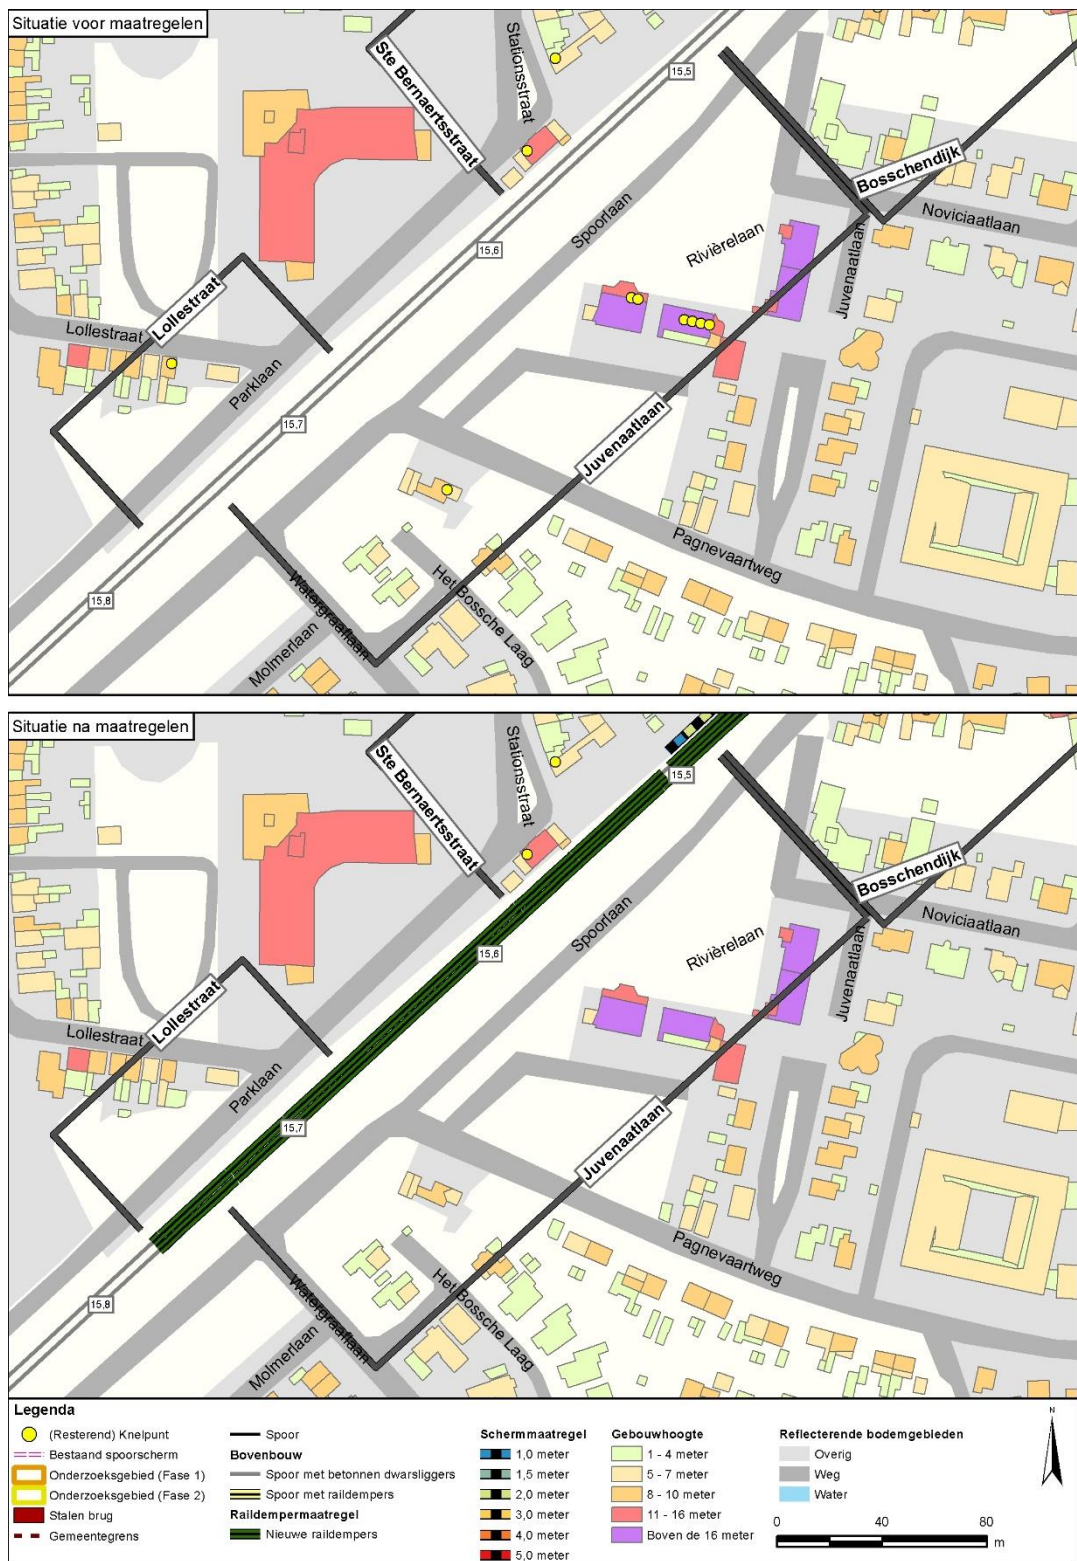 Situatie voor maatregelen
Stationsstraat
Ste Bernaertsstraat
15,5
Bosschendijk
Noviciaatlaan
Spoorlaan
Rivièrelaan
15,6
Juvenaatlaan
Lollestraat
Lollestraat
Parklaan
15,7
Juvenaatlaan
Pagnevaartweg
Het Bossche Laag
15,8
Watergraaflaan
Molmerlaan
Situatie na maatregelen
Stationsstraat
Ste Bernaertsstraat
15,5
Bosschendijk
Noviciaatlaan
Spoorlaan
Rivièrelaan
15,6
Juvenaatlaan
Lollestraat
Lollestraat
Parklaan
15,7
Juvenaatlaan
Pagnevaartweg
Het Bossche Laag
15,8
Watergraaflaan
Molmerlaan
Legenda
(Resterend) Knelpunt
Bestaand spoorscherm
Onderzoeksgebied (Fase 1)
Onderzoeksgebied (Fase 2)
Stalen brug
Gemeentegrens
Spoor
Bovenbouw
Spoor met betonnen dwarsliggers
Spoor met raildempers
Raildempermaatregel
Nieuwe raildempers
Schermmaatregel
1,0 meter
1,5 meter
2,0 meter
3,0 meter
4,0 meter
5,0 meter
Gebouwhoogte
1 - 4 meter
5 - 7 meter
8 - 10 meter
11 - 16 meter
Boven de 16 meter
Reflecterende bodemgebieden
Overig
Weg
Water
N
0 40 80
m